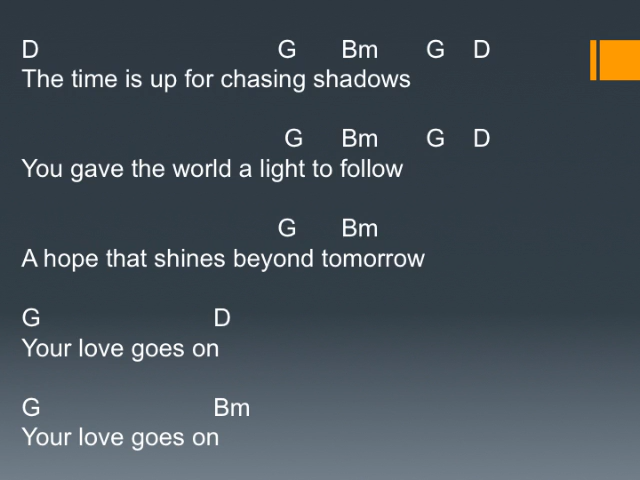 D G Bm G D
The time is up for chasing shadows
G Bm G D
You gave the world a light to follow
G Bm
A hope that shines beyond tomorrow
G D
Your love goes on
G Bm
Your love goes on